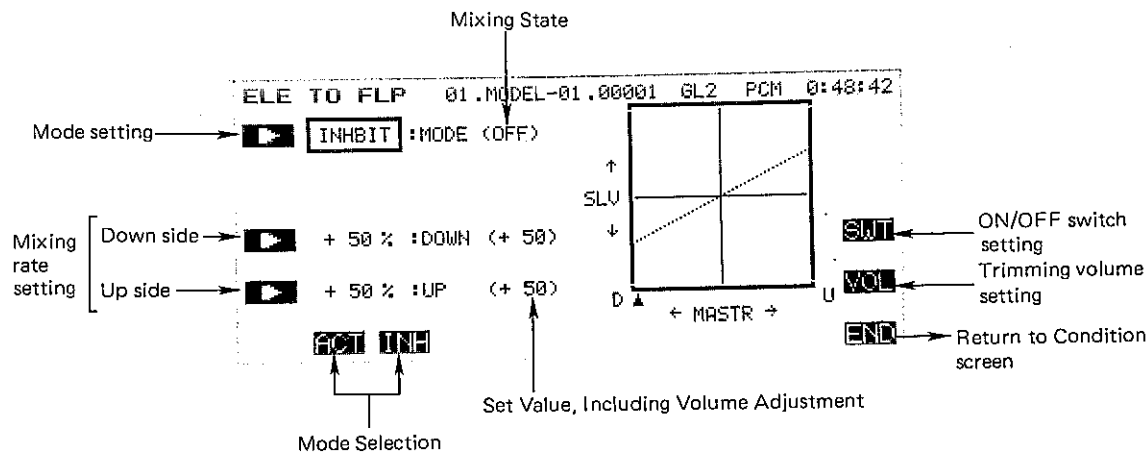 Mixing State
ELE TO FLP 01.MODEL-01.00001 GL2 PCM 0:48:42
Mode setting
INHBIT :MODE (OFF)
↑
SLV
↓
Mixing rate setting
Down side
+ 50 % :DOWN (+ 50)
Up side
+ 50 % :UP (+ 50)
D
← MASTR →
U
SWT
ON/OFF switch
setting
VOL
Trimming volume
setting
END
Return to Condition
screen
ACT INH
Set Value, Including Volume Adjustment
Mode Selection